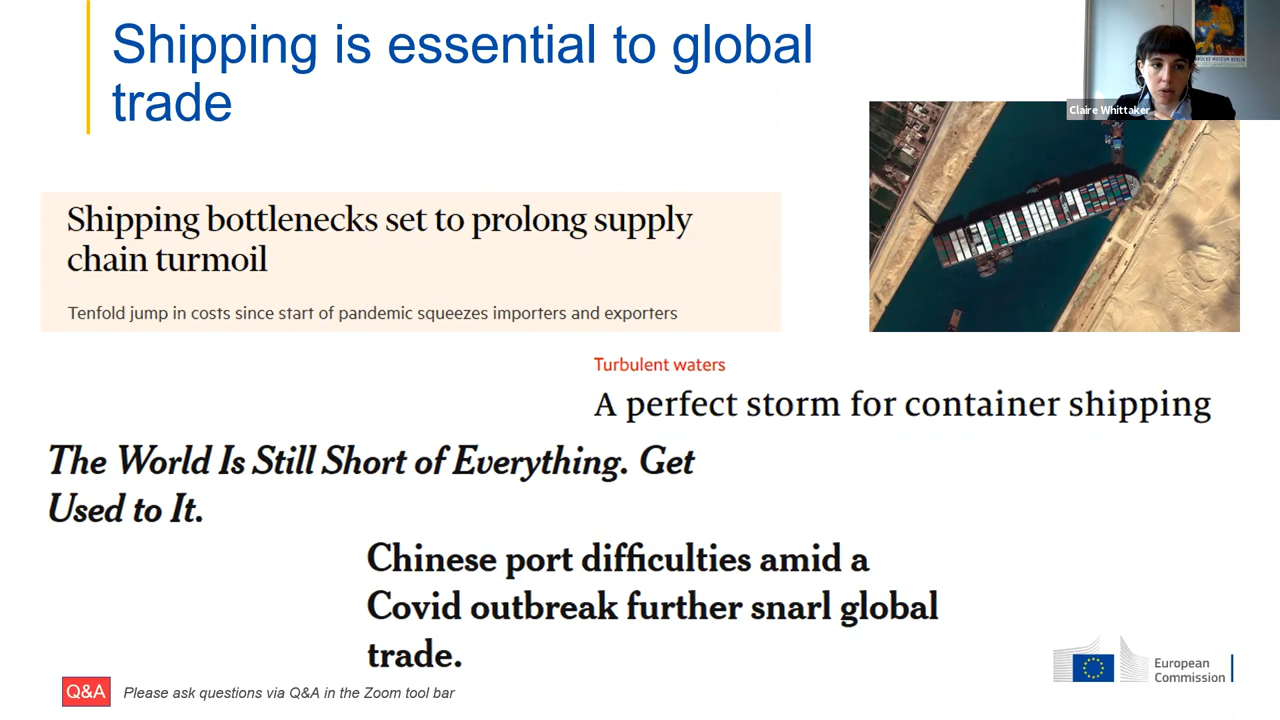 Shipping is essential to global
trade
Claire Whittaker
Shipping bottlenecks set to prolong supply
chain turmoil
Tenfold jump in costs since start of pandemic squeezes importers and exporters
Turbulent waters
A perfect storm for container shipping
The World Is Still Short of Everything. Get
Used to It.
Chinese port difficulties amid a
Covid outbreak further snarl global
trade.
Q&A
Please ask questions via Q&A in the Zoom tool bar
European
Commission